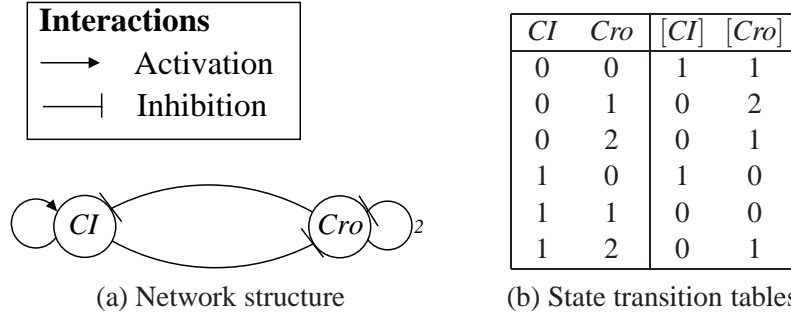 Interactions
Activation
Inhibition
CI
Cro
2
(a) Network structure
CI Cro [CI] [Cro]
0 0 1 1
0 1 0 2
0 2 0 1
1 0 1 0
1 1 0 0
1 2 0 1
(b) State transition tables